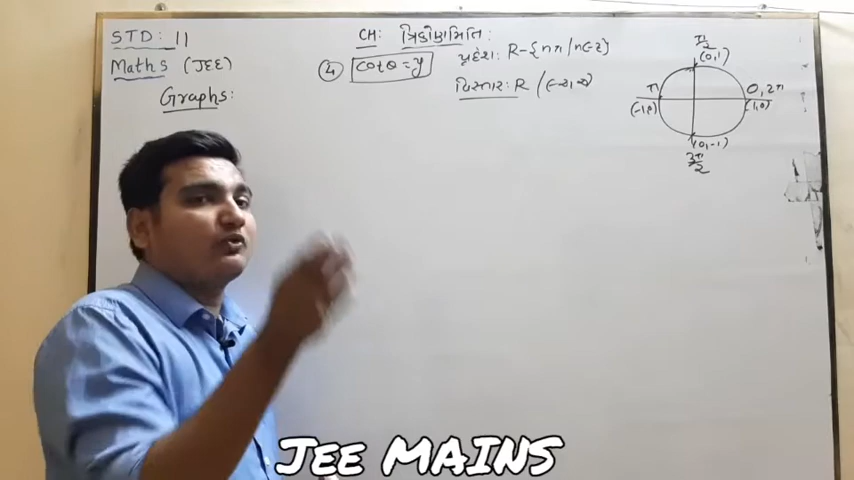 STD: 11
Maths (JEE)
Graphs:
CH: ત્રિકોણમિતિ:
④ cotθ = y
પ્રદેશ: R-{nπ/n∈Z}
વિસ્તાર: R / (-∞,∞)
π/2
(0,1)
π
(-1,0)
0, 2π
(1,0)
(0,-1)
3π/2
JEE MAINS